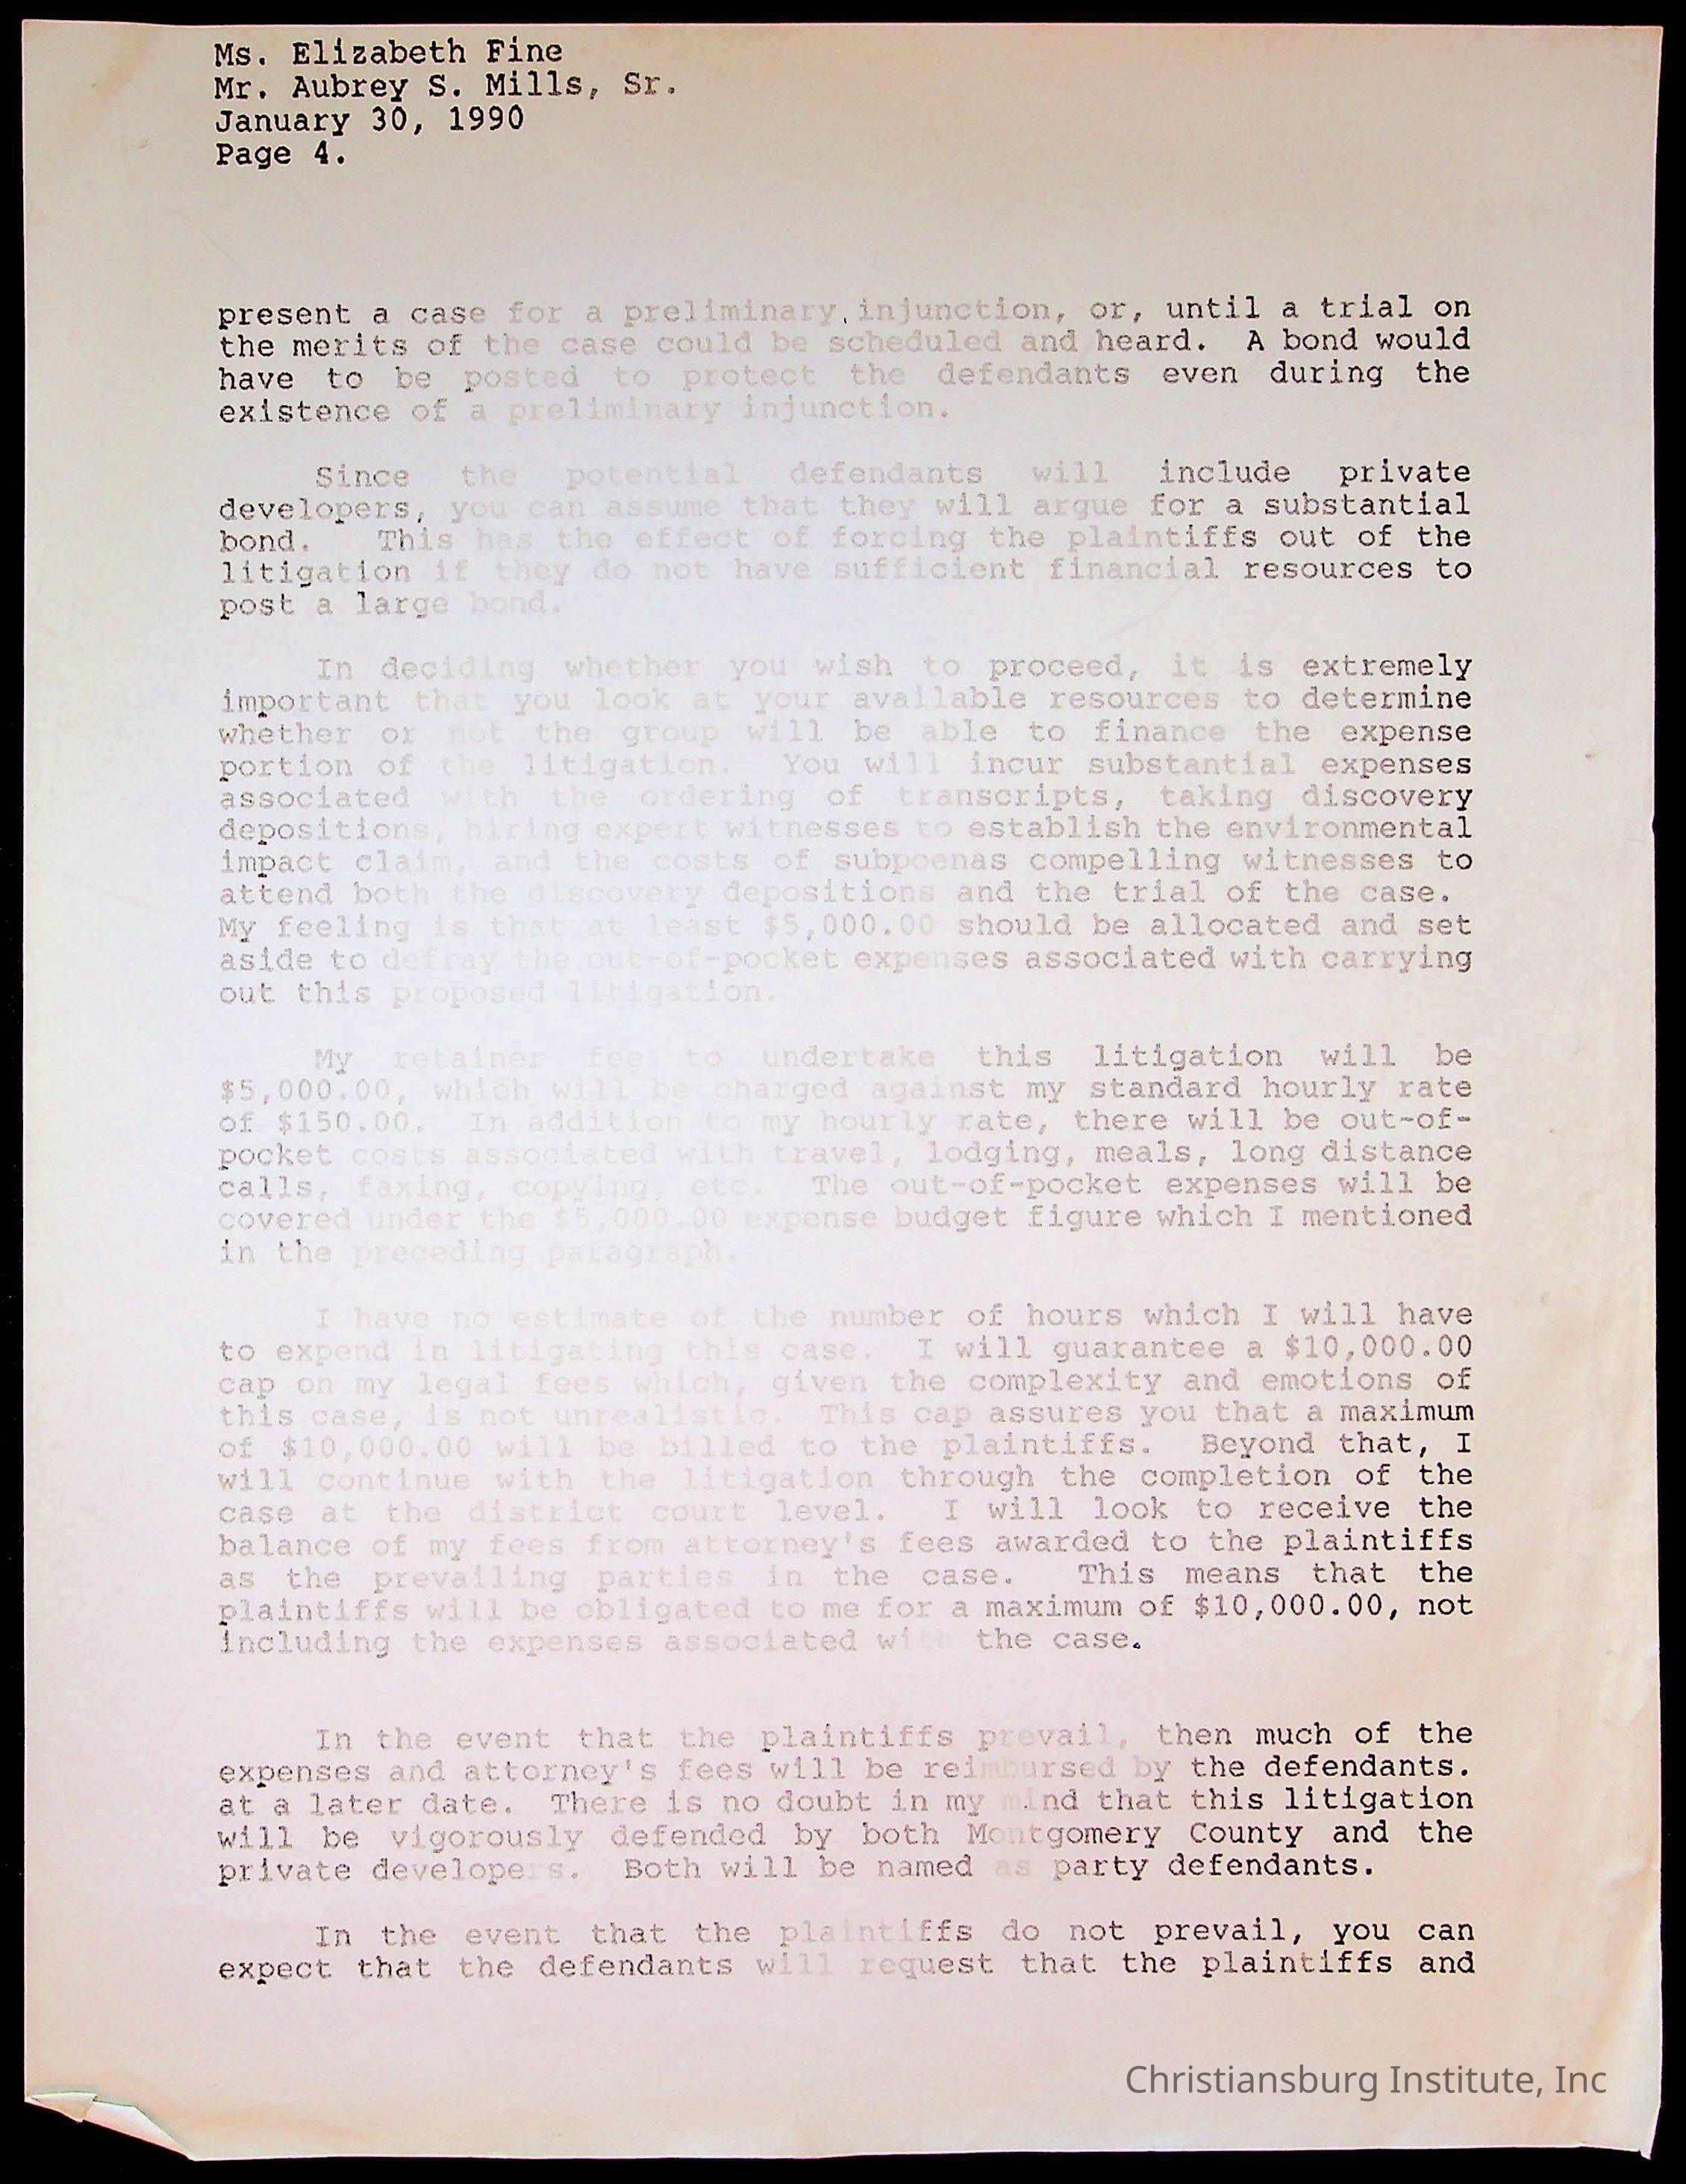 Ms. Elizabeth Fine
Mr. Aubrey S. Mills, Sr.
January 30, 1990
Page 4.
present a case for a preliminary injunction, or, until a trial on
the merits of the case could be scheduled and heard. A bond would
have to be posted to protect the defendants even during the
existence of a preliminary injunction.
Since the potential defendants will include private
developers, you can assume that they will argue for a substantial
bond. This has the effect of forcing the plaintiffs out of the
litigation if they do not have sufficient financial resources to
post a large bond.
In deciding whether you wish to proceed, it is extremely
important that you look at your available resources to determine
whether or not the group will be able to finance the expense
portion of the litigation. You will incur substantial expenses
associated with the ordering of transcripts, taking discovery
depositions, hiring expert witnesses to establish the environmental
impact claim, and the costs of subpoenas compelling witnesses to
attend both the discovery depositions and the trial of the case.
My feeling is that at least $5,000.00 should be allocated and set
aside to defray the out-of-pocket expenses associated with carrying
out this proposed litigation.
My retainer fee to undertake this litigation will be
$5,000.00, which will be charged against my standard hourly rate
of $150.00. In addition to my hourly rate, there will be out-of-
pocket costs associated with travel, lodging, meals, long distance
calls, faxing, copying, etc. The out-of-pocket expenses will be
covered under the $5,000.00 expense budget figure which I mentioned
in the preceding paragraph.
I have no estimate of the number of hours which I will have
to expend in litigating this case. I will guarantee a $10,000.00
cap on my legal fees which, given the complexity and emotions of
this case, is not unrealistic. This cap assures you that a maximum
of $10,000.00 will be billed to the plaintiffs. Beyond that, I
will continue with the litigation through the completion of the
case at the district court level. I will look to receive the
balance of my fees from attorney's fees awarded to the plaintiffs
as the prevailing parties in the case. This means that the
plaintiffs will be obligated to me for a maximum of $10,000.00, not
including the expenses associated with the case.
In the event that the plaintiffs prevail, then much of the
expenses and attorney's fees will be reimbursed by the defendants.
at a later date. There is no doubt in my mind that this litigation
will be vigorously defended by both Montgomery County and the
private developers. Both will be named as party defendants.
In the event that the plaintiffs do not prevail, you can
expect that the defendants will request that the plaintiffs and
Christiansburg Institute, Inc